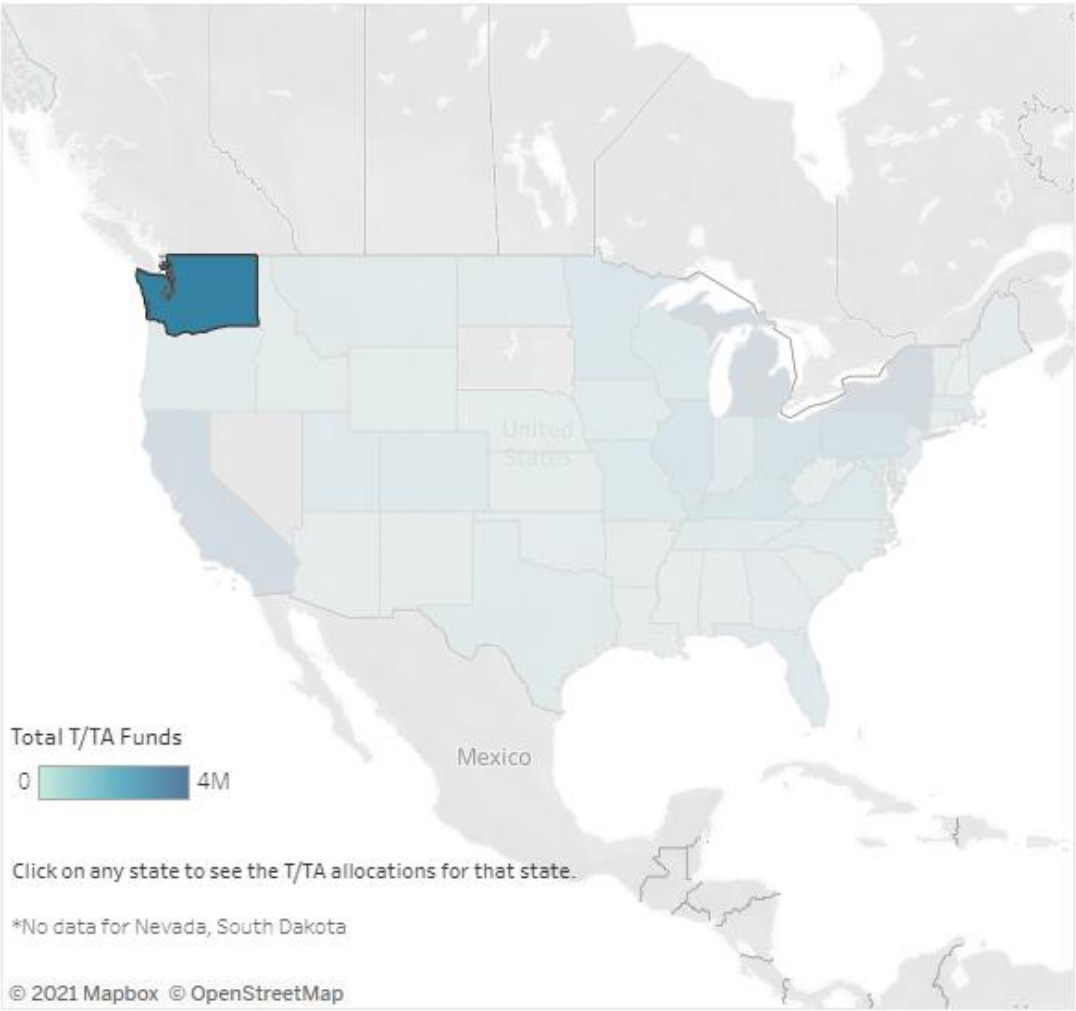 United
States
Mexico
Total T/TA Funds
0 4M
Click on any state to see the T/TA allocations for that state.
*No data for Nevada, South Dakota
© 2021 Mapbox © OpenStreetMap